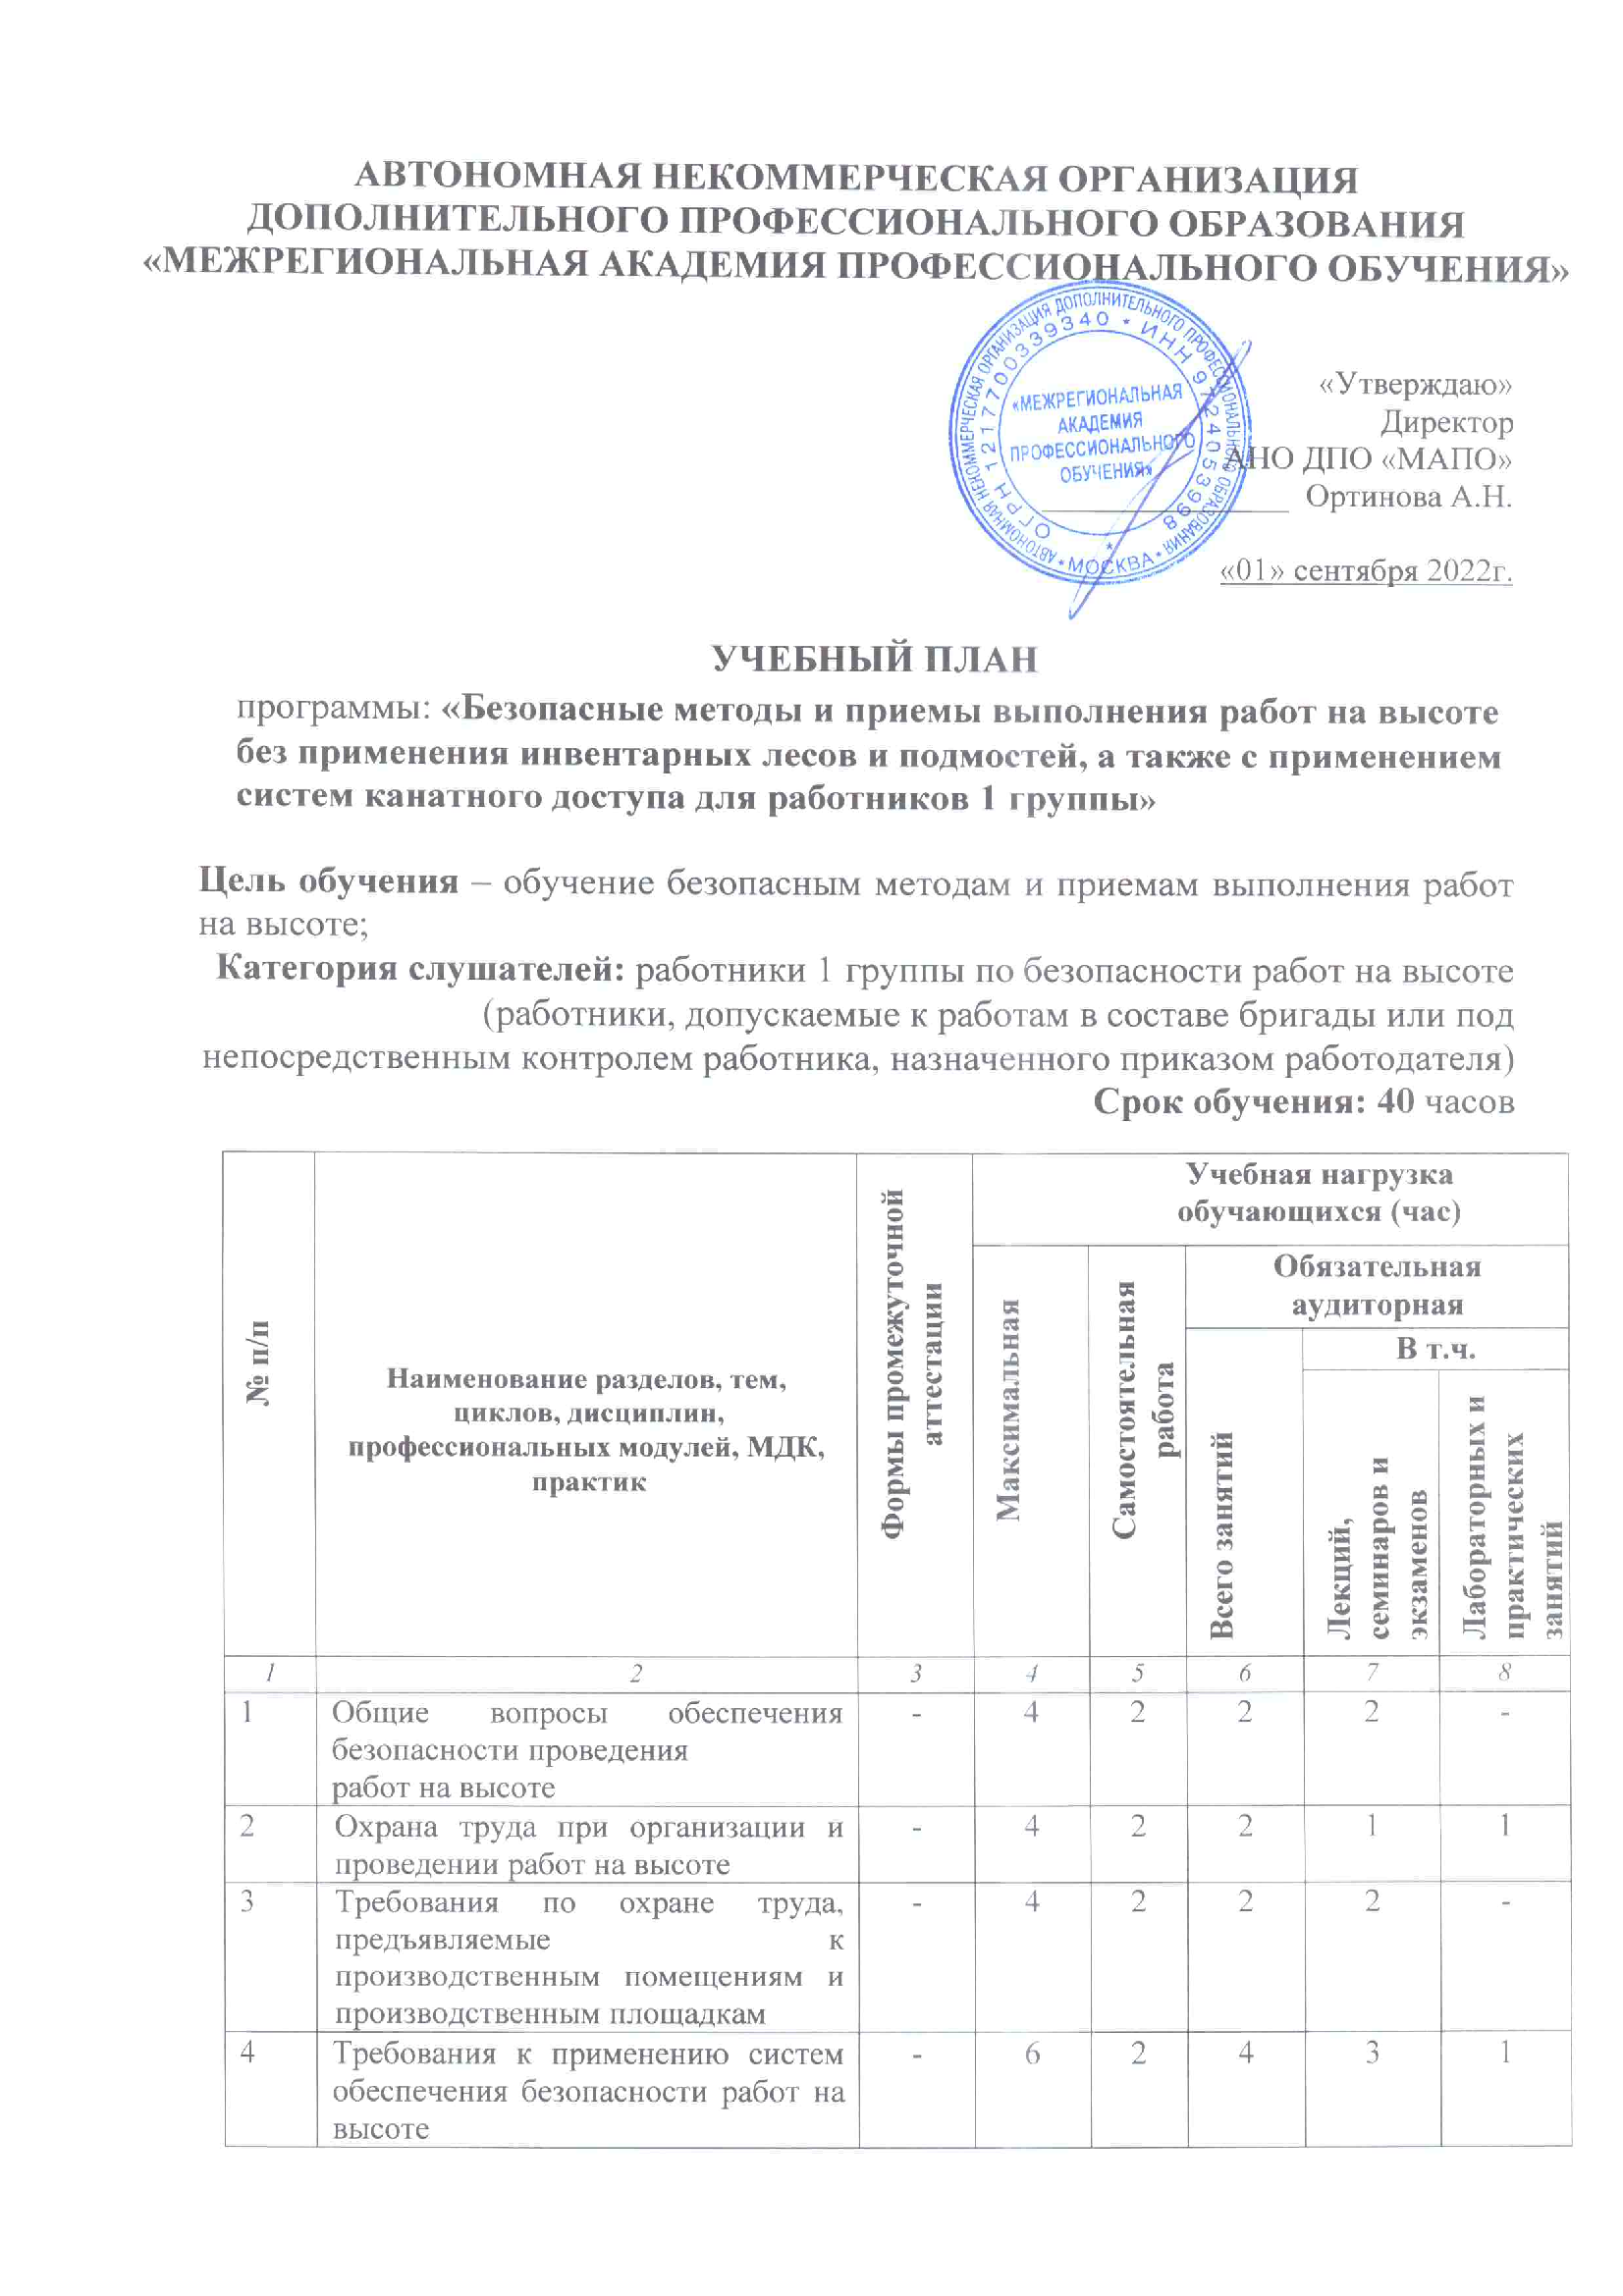 АВТОНОМНАЯ НЕКОММЕРЧЕСКАЯ ОРГАНИЗАЦИЯ
ДОПОЛНИТЕЛЬНОГО ПРОФЕССИОНАЛЬНОГО ОБРАЗОВАНИЯ
«МЕЖРЕГИОНАЛЬНАЯ АКАДЕМИЯ ПРОФЕССИОНАЛЬНОГО ОБУЧЕНИЯ»
АВТОНОМНАЯ НЕКОММЕРЧЕСКАЯ ОРГАНИЗАЦИЯ ДОПОЛНИТЕЛЬНОГО ПРОФЕССИОНАЛЬНОГО ОБРАЗОВАНИЯ
* МОСКВА *
ОГРН 1217700339340 * ИНН 9724053998
*
«МЕЖРЕГИОНАЛЬНАЯ
АКАДЕМИЯ
ПРОФЕССИОНАЛЬНОГО
ОБУЧЕНИЯ»
«Утверждаю»
Директор
АНО ДПО «МАПО»
Ортинова А.Н.
«01» сентября 2022г.
УЧЕБНЫЙ ПЛАН
программы: «Безопасные методы и приемы выполнения работ на высоте
без применения инвентарных лесов и подмостей, а также с применением
систем канатного доступа для работников 1 группы»
Цель обучения – обучение безопасным методам и приемам выполнения работ
на высоте;
Категория слушателей: работники 1 группы по безопасности работ на высоте
(работники, допускаемые к работам в составе бригады или под
непосредственным контролем работника, назначенного приказом работодателя)
Срок обучения: 40 часов
№ п/п
Наименование разделов, тем,
циклов, дисциплин,
профессиональных модулей, МДК,
практик
Формы промежуточной
аттестации
Учебная нагрузка
обучающихся (час)
Максимальная
Самостоятельная
работа
Обязательная
аудиторная
Всего занятий
В т.ч.
Лекций,
семинаров и
экзаменов
Лабораторных и
практических
занятий
1 2 3 4 5 6 7 8
1 Общие вопросы обеспечения - 4 2 2 2 -
безопасности проведения
работ на высоте
2 Охрана труда при организации и - 4 2 2 1 1
проведении работ на высоте
3 Требования по охране труда, - 4 2 2 2 -
предъявляемые к
производственным помещениям и
производственным площадкам
4 Требования к применению систем - 6 2 4 3 1
обеспечения безопасности работ на
высоте